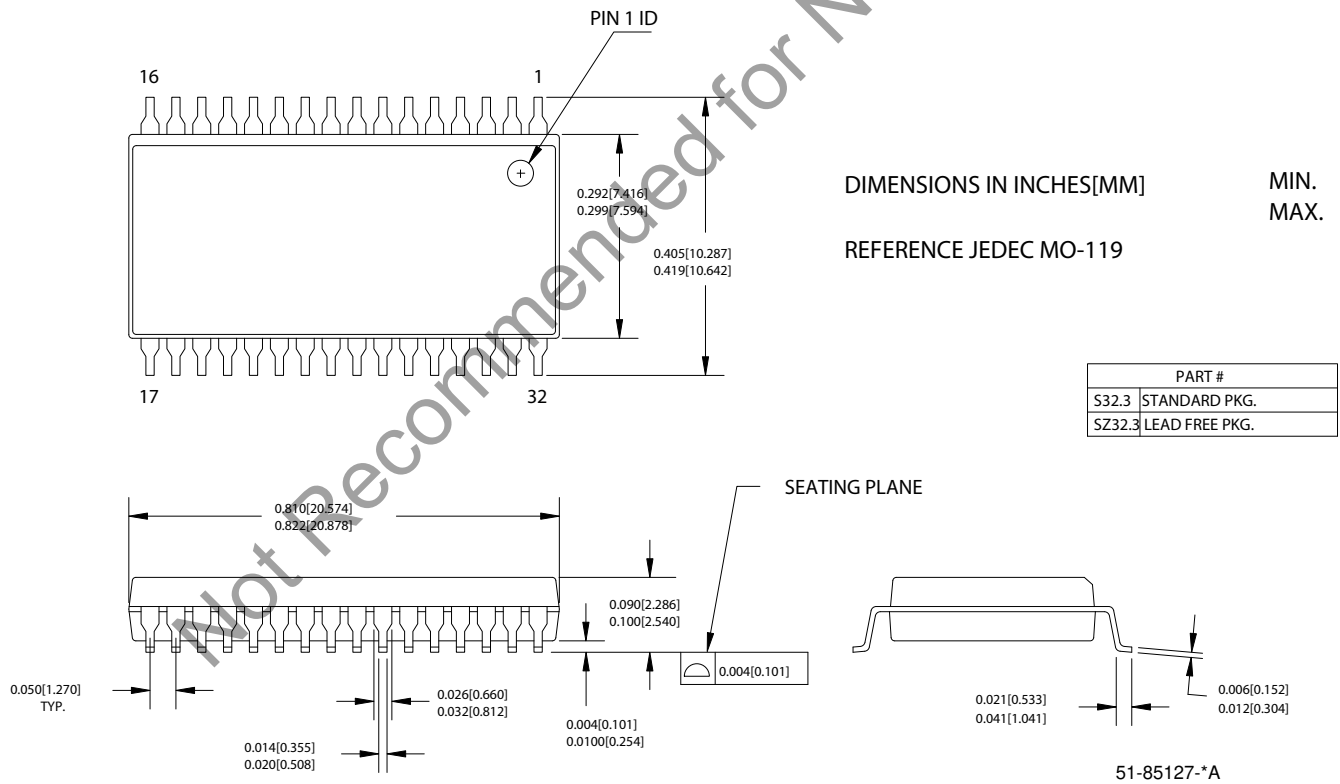 PIN 1 ID
16
1
0.292[7.416]
0.299[7.594]
0.405[10.287]
0.419[10.642]
17
32
DIMENSIONS IN INCHES[MM]
MIN.
MAX.
REFERENCE JEDEC MO-119
PART #
S32.3 STANDARD PKG.
SZ32.3 LEAD FREE PKG.
Not Recommended for N
SEATING PLANE
0.810[20.574]
0.822[20.878]
0.090[2.286]
0.100[2.540]
0.004[0.101]
0.050[1.270]
TYP.
0.026[0.660]
0.032[0.812]
0.014[0.355]
0.020[0.508]
0.004[0.101]
0.0100[0.254]
0.021[0.533]
0.041[1.041]
0.006[0.152]
0.012[0.304]
51-85127-*A